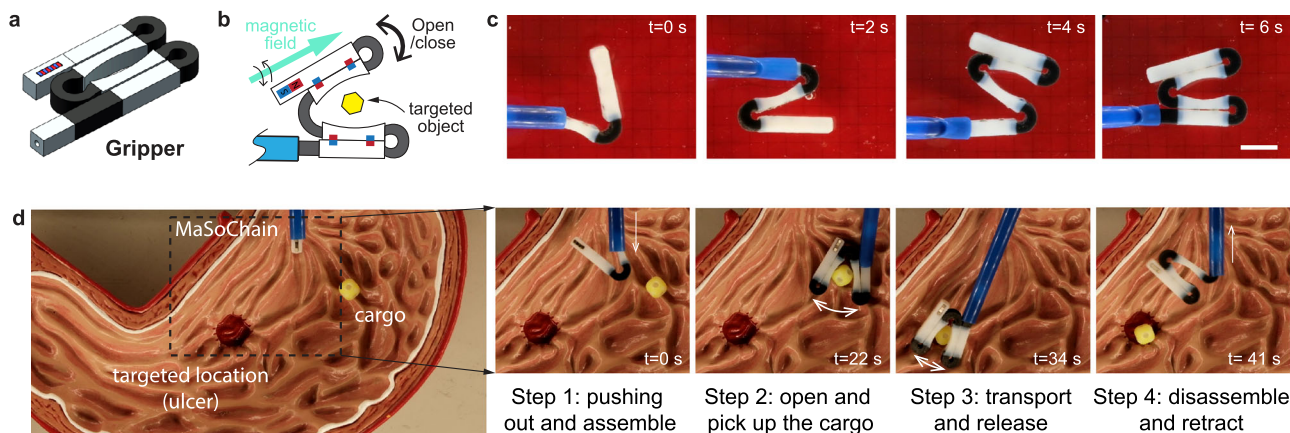 a
Gripper
b
magnetic
field
Open
/close
targeted
object
c
t=0 s
t=2 s
t=4 s
t= 6 s
d
MaSoChain
cargo
targeted location
(ulcer)
t=0 s
t=22 s
t=34 s
t= 41 s
Step 1: pushing
out and assemble
Step 2: open and
pick up the cargo
Step 3: transport
and release
Step 4: disassemble
and retract